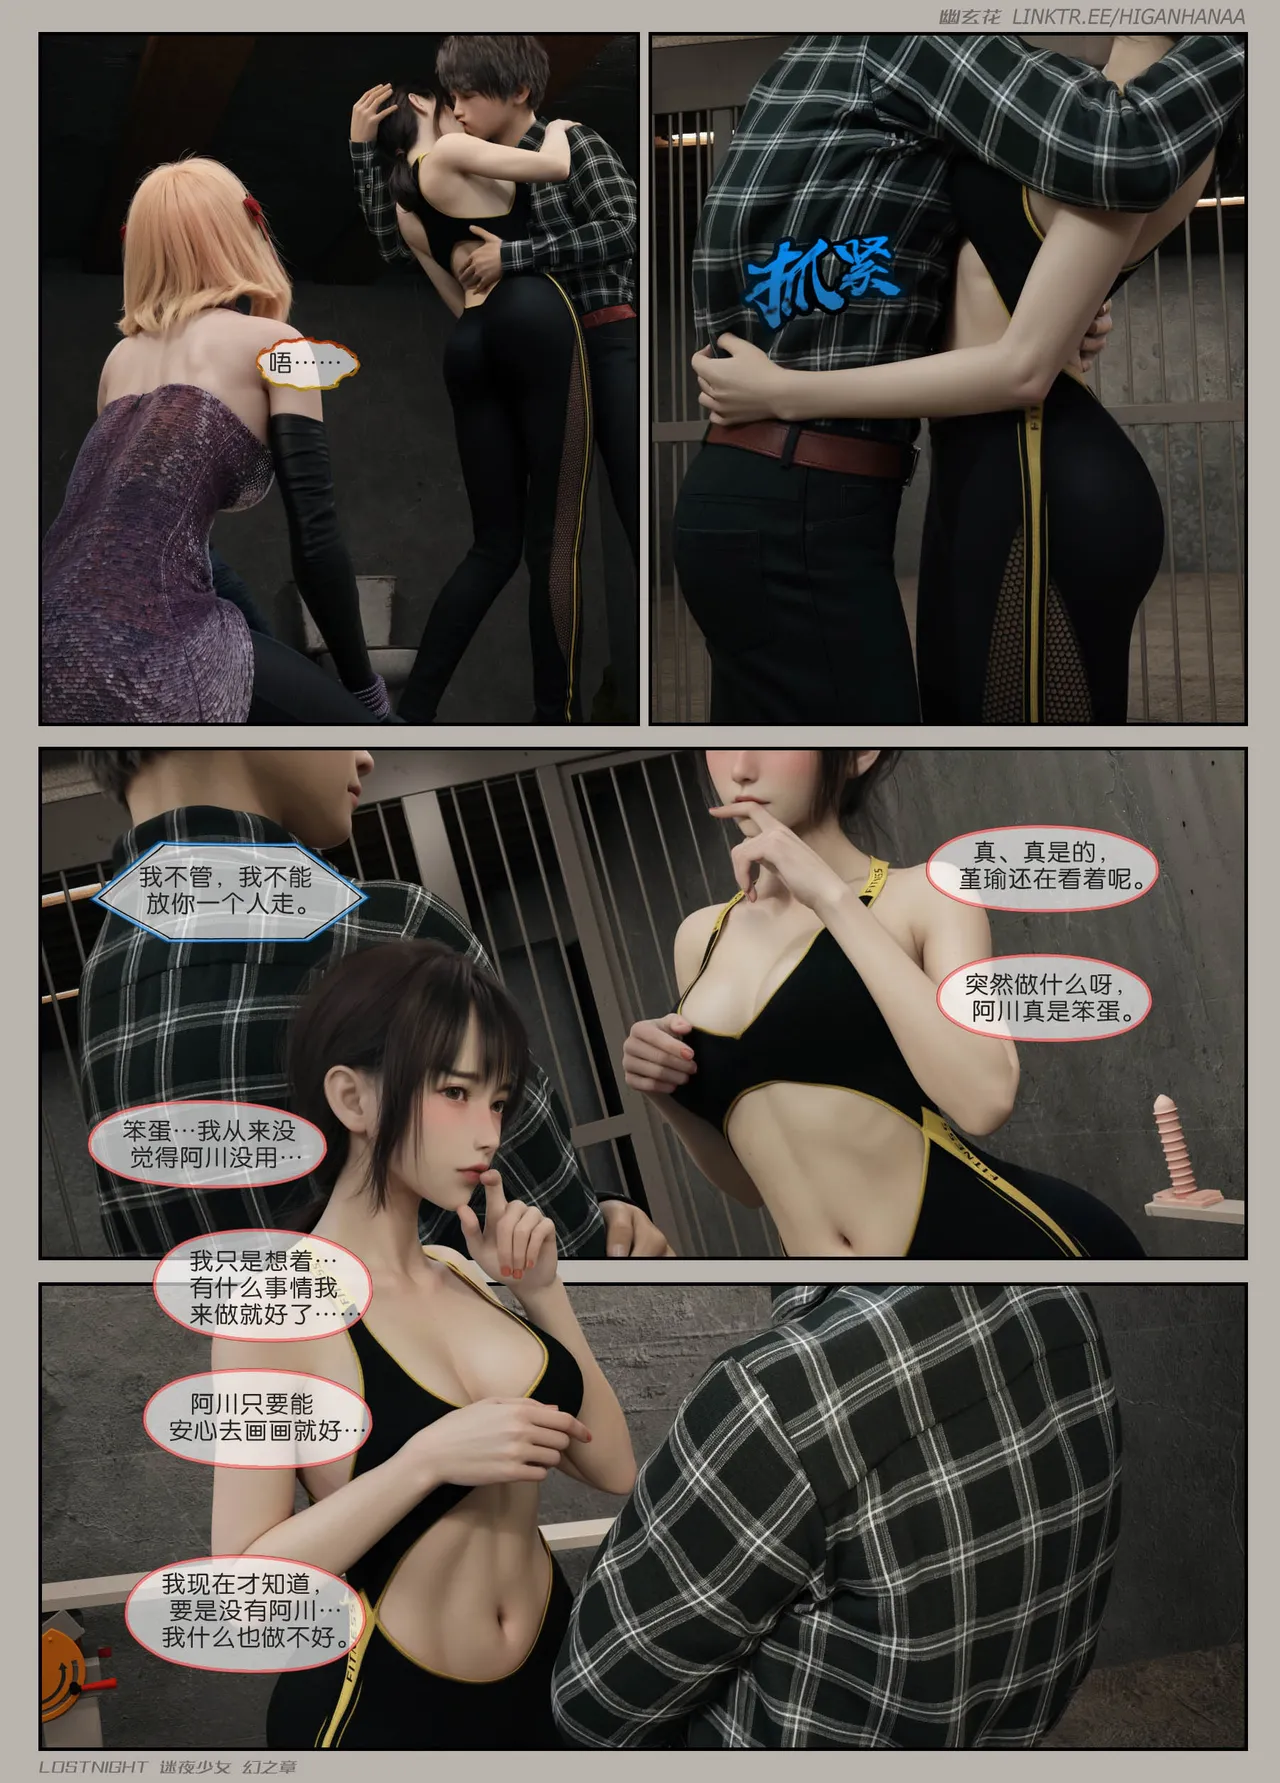 幽玄花 LINKTR.EE/HIGANHANAA
唔……
抓紧
我不管，我不能
放你一个人走。
真、真是的，
堇瑜还在看着呢。
突然做什么呀，
阿川真是笨蛋。
笨蛋…我从来没
觉得阿川没用…
我只是想着…
有什么事情我
来做就好了……
阿川只要能
安心去画画就好…
我现在才知道，
要是没有阿川…
我什么也做不好。
FITNESS
FITNESS
LOSTNIGHT 迷夜少女 幻之章